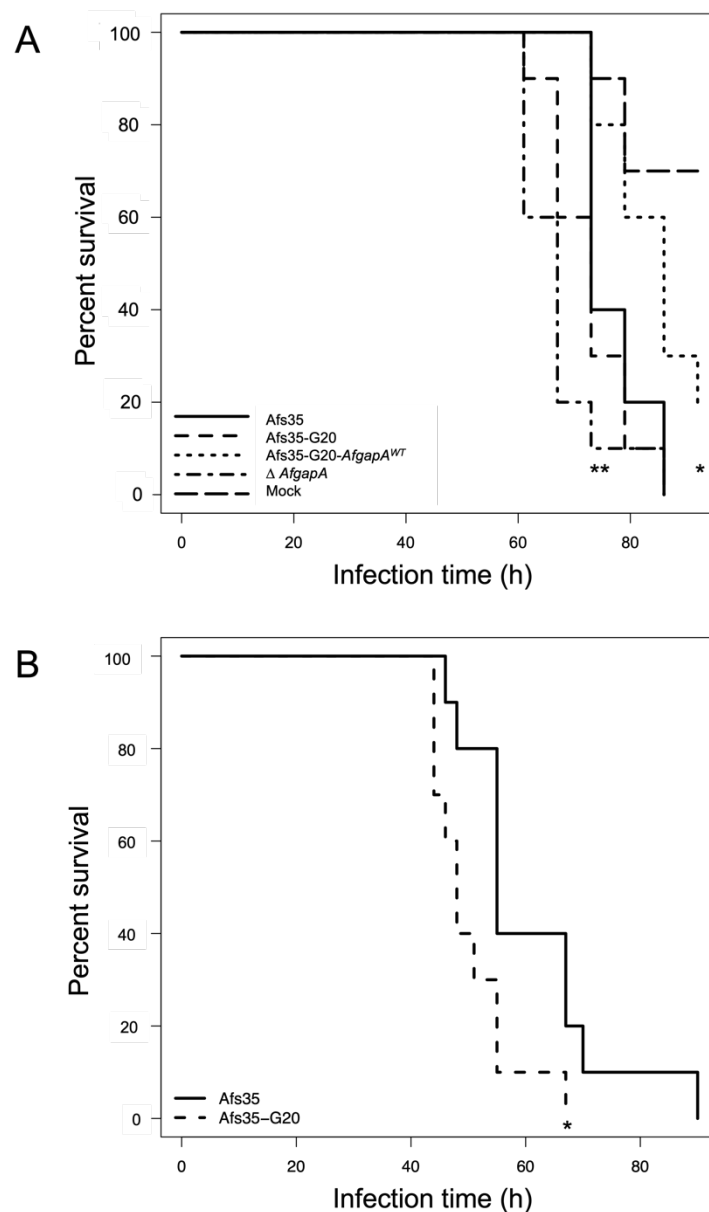 A
Percent survival
100
80
60
40
20
0
Afs35
Afs35-G20
Afs35-G20-AfgapA^WT
Δ AfgapA
Mock
**
*
0
20
40
60
80
Infection time (h)
B
Percent survival
100
80
60
40
20
0
Afs35
Afs35–G20
*
0
20
40
60
80
Infection time (h)